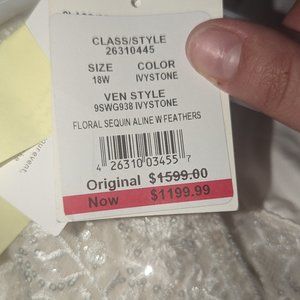 CLASS/STYLE
26310445
SIZE COLOR
18W IVYSTONE
VEN STYLE
9SWG938 IVYSTONE
FLORAL SEQUIN ALINE W FEATHERS
4 26310 03455 7
Original $1599.00
Now $1199.99